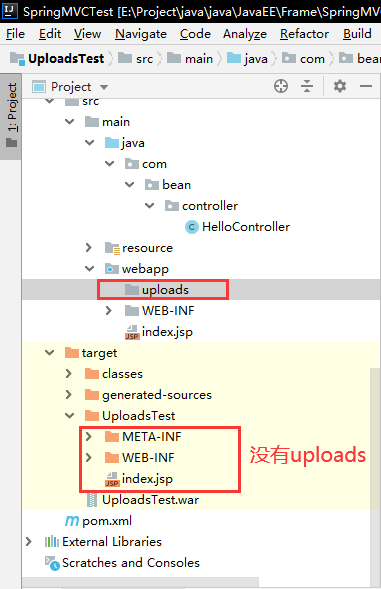 SpringMVCTest [E:\Project\java\java\JavaEE\Frame\SpringMV
File Edit View Navigate Code Analyze Refactor Build
UploadsTest src main java com bean
Project
1: Project
src
main
java
com
bean
controller
C HelloController
resource
webapp
uploads
WEB-INF
JSP index.jsp
target
classes
generated-sources
UploadsTest
META-INF
WEB-INF
JSP index.jsp
没有uploads
UploadsTest.war
m pom.xml
External Libraries
Scratches and Consoles